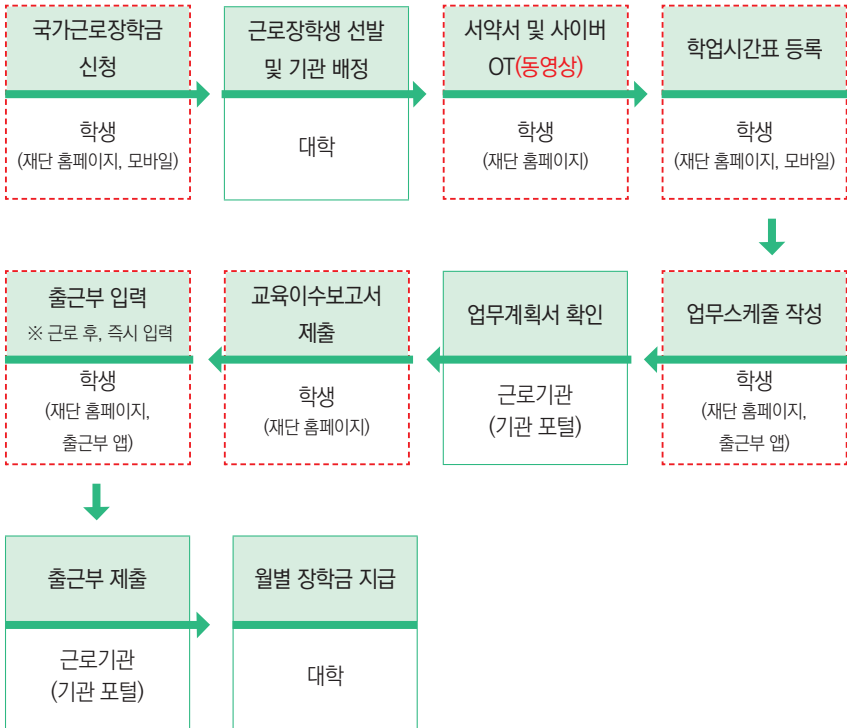 국가근로장학금
신청
학생
(재단 홈페이지, 모바일)
근로장학생 선발
및 기관 배정
대학
서약서 및 사이버
OT(동영상)
학생
(재단 홈페이지)
학업시간표 등록
학생
(재단 홈페이지, 모바일)
업무스케줄 작성
학생
(재단 홈페이지,
출근부 앱)
업무계획서 확인
근로기관
(기관 포털)
교육이수보고서
제출
학생
(재단 홈페이지)
출근부 입력
※ 근로 후, 즉시 입력
학생
(재단 홈페이지,
출근부 앱)
출근부 제출
근로기관
(기관 포털)
월별 장학금 지급
대학